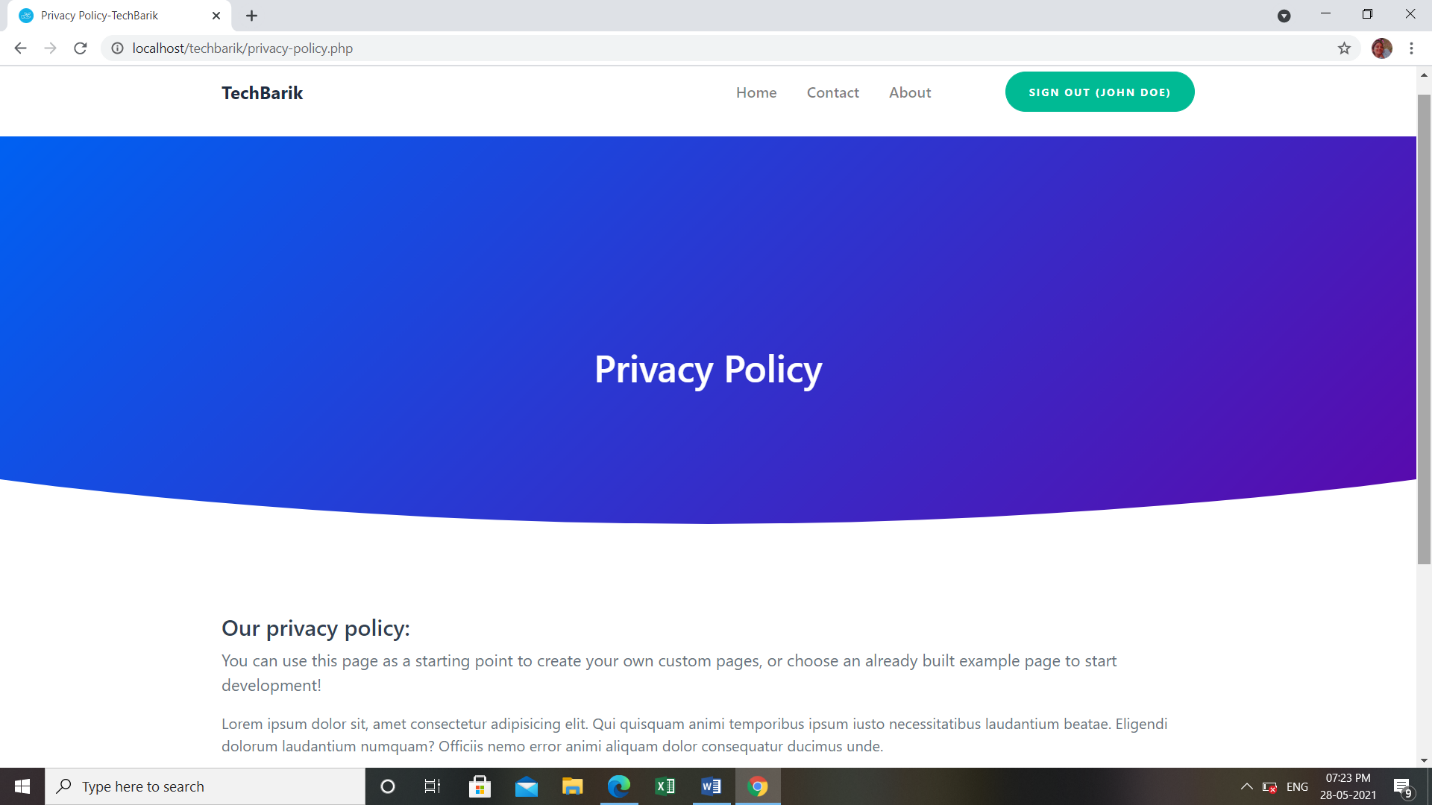 Privacy Policy-TechBarik
localhost/techbarik/privacy-policy.php
TechBarik
Home
Contact
About
SIGN OUT (JOHN DOE)
Privacy Policy
Our privacy policy:
You can use this page as a starting point to create your own custom pages, or choose an already built example page to start
development!
Lorem ipsum dolor sit, amet consectetur adipisicing elit. Qui quisquam animi temporibus ipsum iusto necessitatibus laudantium beatae. Eligendi
dolorum laudantium numquam? Officiis nemo error animi aliquam dolor consequatur ducimus unde.
Type here to search
ENG
07:23 PM
28-05-2021
9